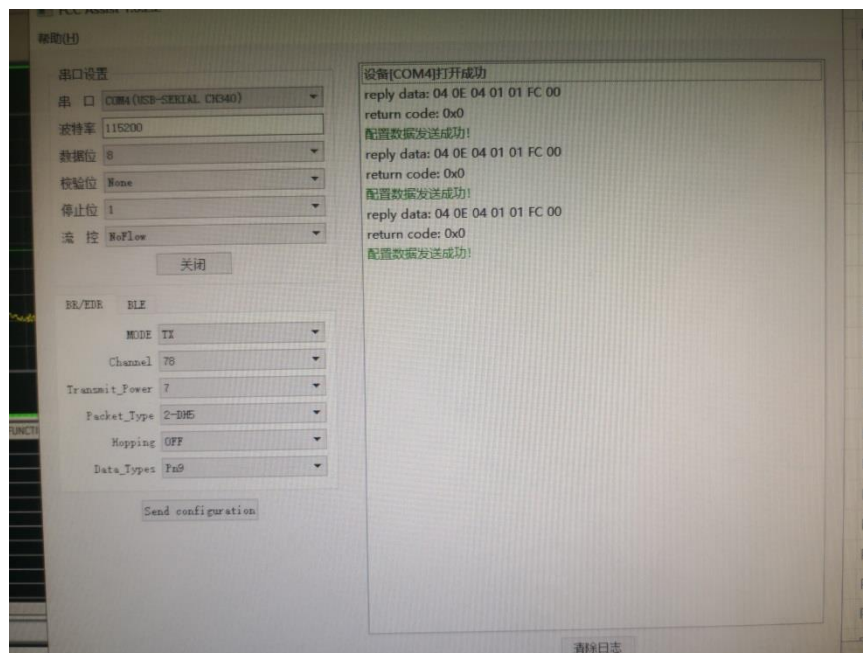 帮助(H)
串口设置
串 口 COM4(USB-SERIAL CH340)
波特率 115200
数据位 8
校验位 None
停止位 1
流 控 NoFlow
关闭
BR/EDR BLE
MODE TX
Channel 78
Transmit_Power 7
Packet_Type 2-DH5
Hopping OFF
Data_Types Pn9
Send configuration
设备[COM4]打开成功
reply data: 04 0E 04 01 01 FC 00
return code: 0x0
配置数据发送成功!
reply data: 04 0E 04 01 01 FC 00
return code: 0x0
配置数据发送成功!
reply data: 04 0E 04 01 01 FC 00
return code: 0x0
配置数据发送成功!
清除日志